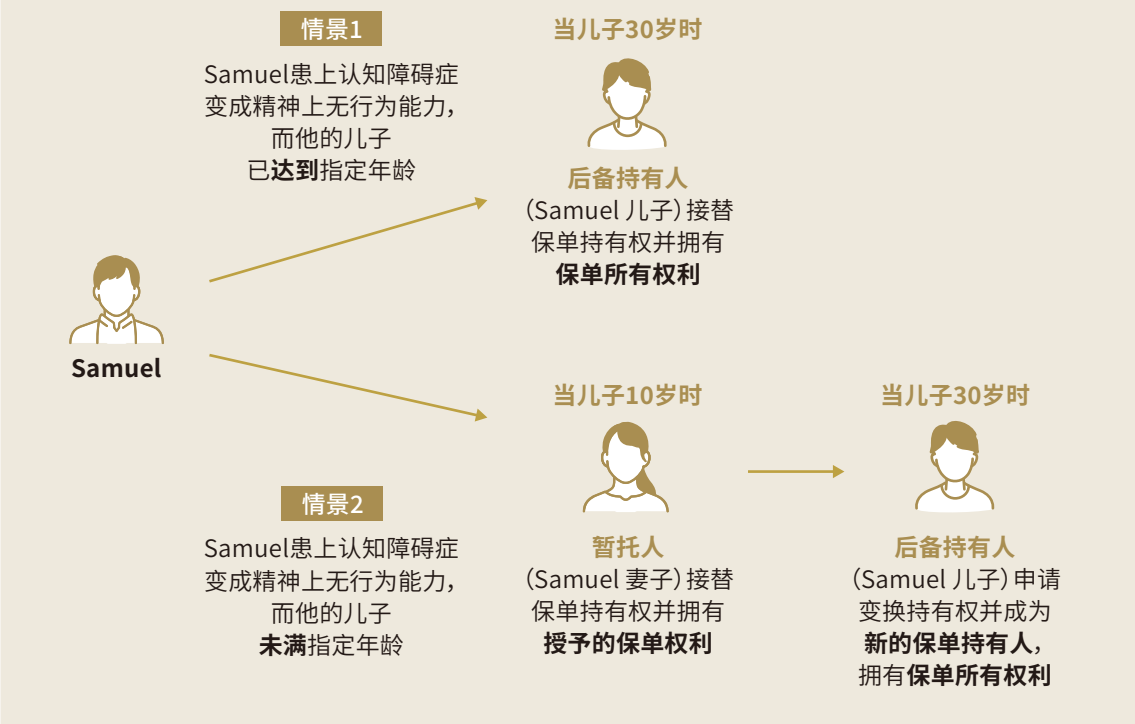 情景1
Samuel患上认知障碍症
变成精神上无行为能力，
而他的儿子
已达到指定年龄
当儿子30岁时
后备持有人
（Samuel 儿子）接替
保单持有权并拥有
保单所有权利
Samuel
情景2
Samuel患上认知障碍症
变成精神上无行为能力，
而他的儿子
未满指定年龄
当儿子10岁时
暂托人
（Samuel 妻子）接替
保单持有权并拥有
授予的保单权利
当儿子30岁时
后备持有人
（Samuel 儿子）申请
变换持有权并成为
新的保单持有人，
拥有保单所有权利